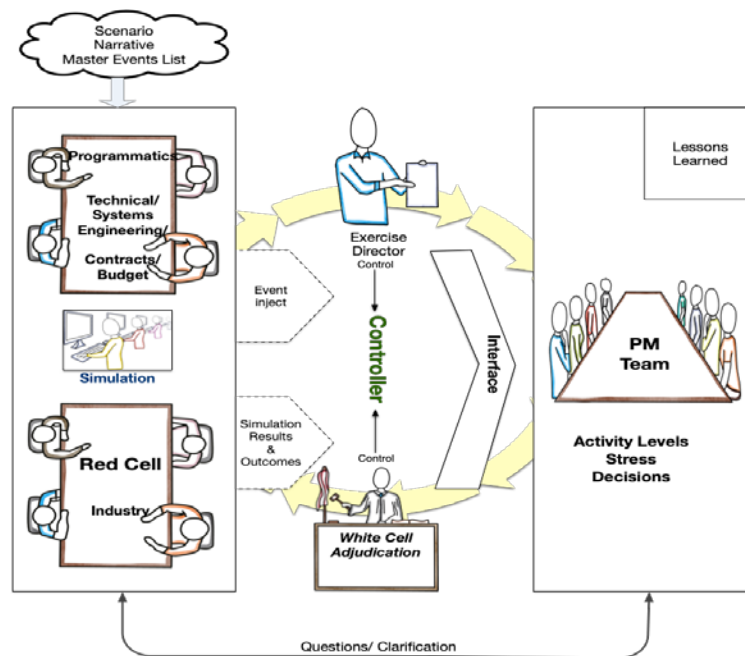 Scenario
Narrative
Master Events List
Programmatics
Technical/
Systems
Engineering/
Contracts/
Budget
Simulation
Red Cell
Industry
Event
inject
Simulation
Results
&
Outcomes
Exercise
Director
Control
Controller
Control
White Cell
Adjudication
Interface
Lessons
Learned
PM
Team
Activity Levels
Stress
Decisions
Questions/ Clarification